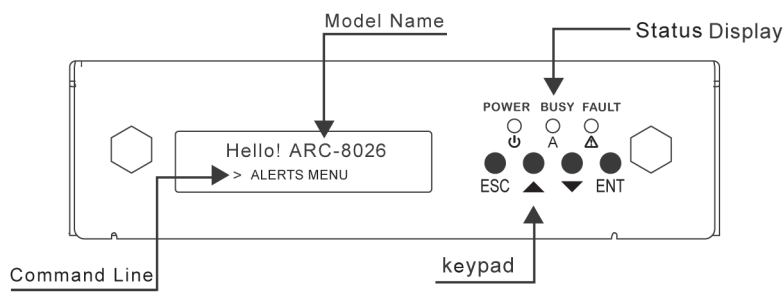 Model Name
Status Display
POWER BUSY FAULT
A
Hello! ARC-8026
> ALERTS MENU
ESC ▲ ▼ ENT
Command Line
keypad